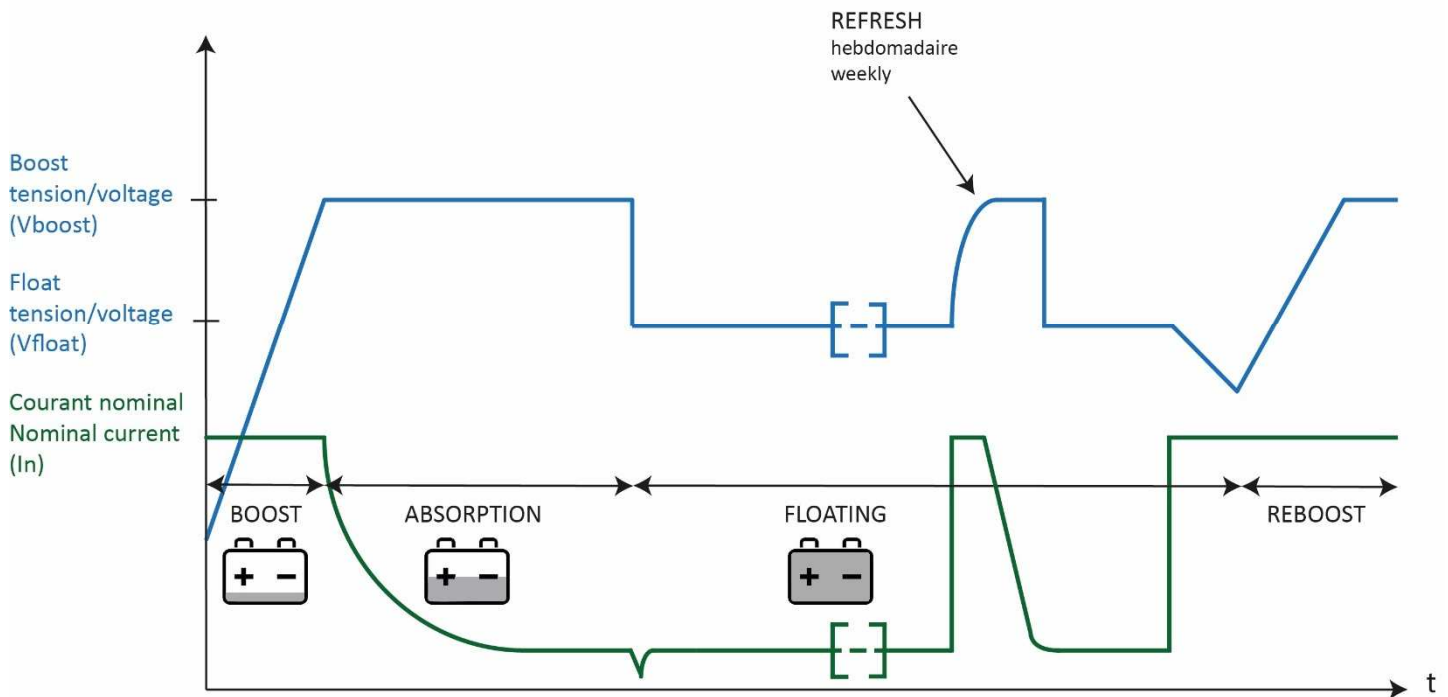 REFRESH
hebdomadaire
weekly
Boost
tension/voltage
(Vboost)
Float
tension/voltage
(Vfloat)
Courant nominal
Nominal current
(In)
BOOST
ABSORPTION
FLOATING
REBOOST
+ -
+ -
+ -
t